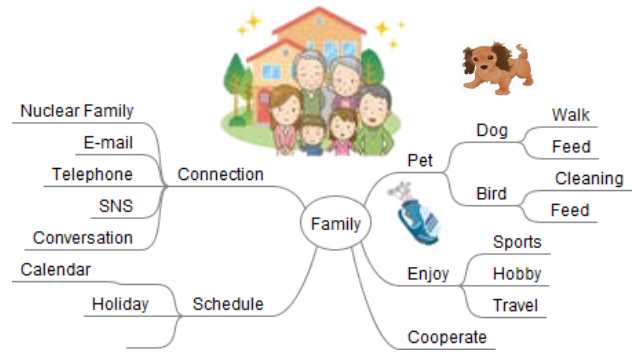 Family
Connection
Nuclear Family
E-mail
Telephone
SNS
Conversation
Schedule
Calendar
Holiday
Pet
Dog
Walk
Feed
Bird
Cleaning
Feed
Enjoy
Sports
Hobby
Travel
Cooperate